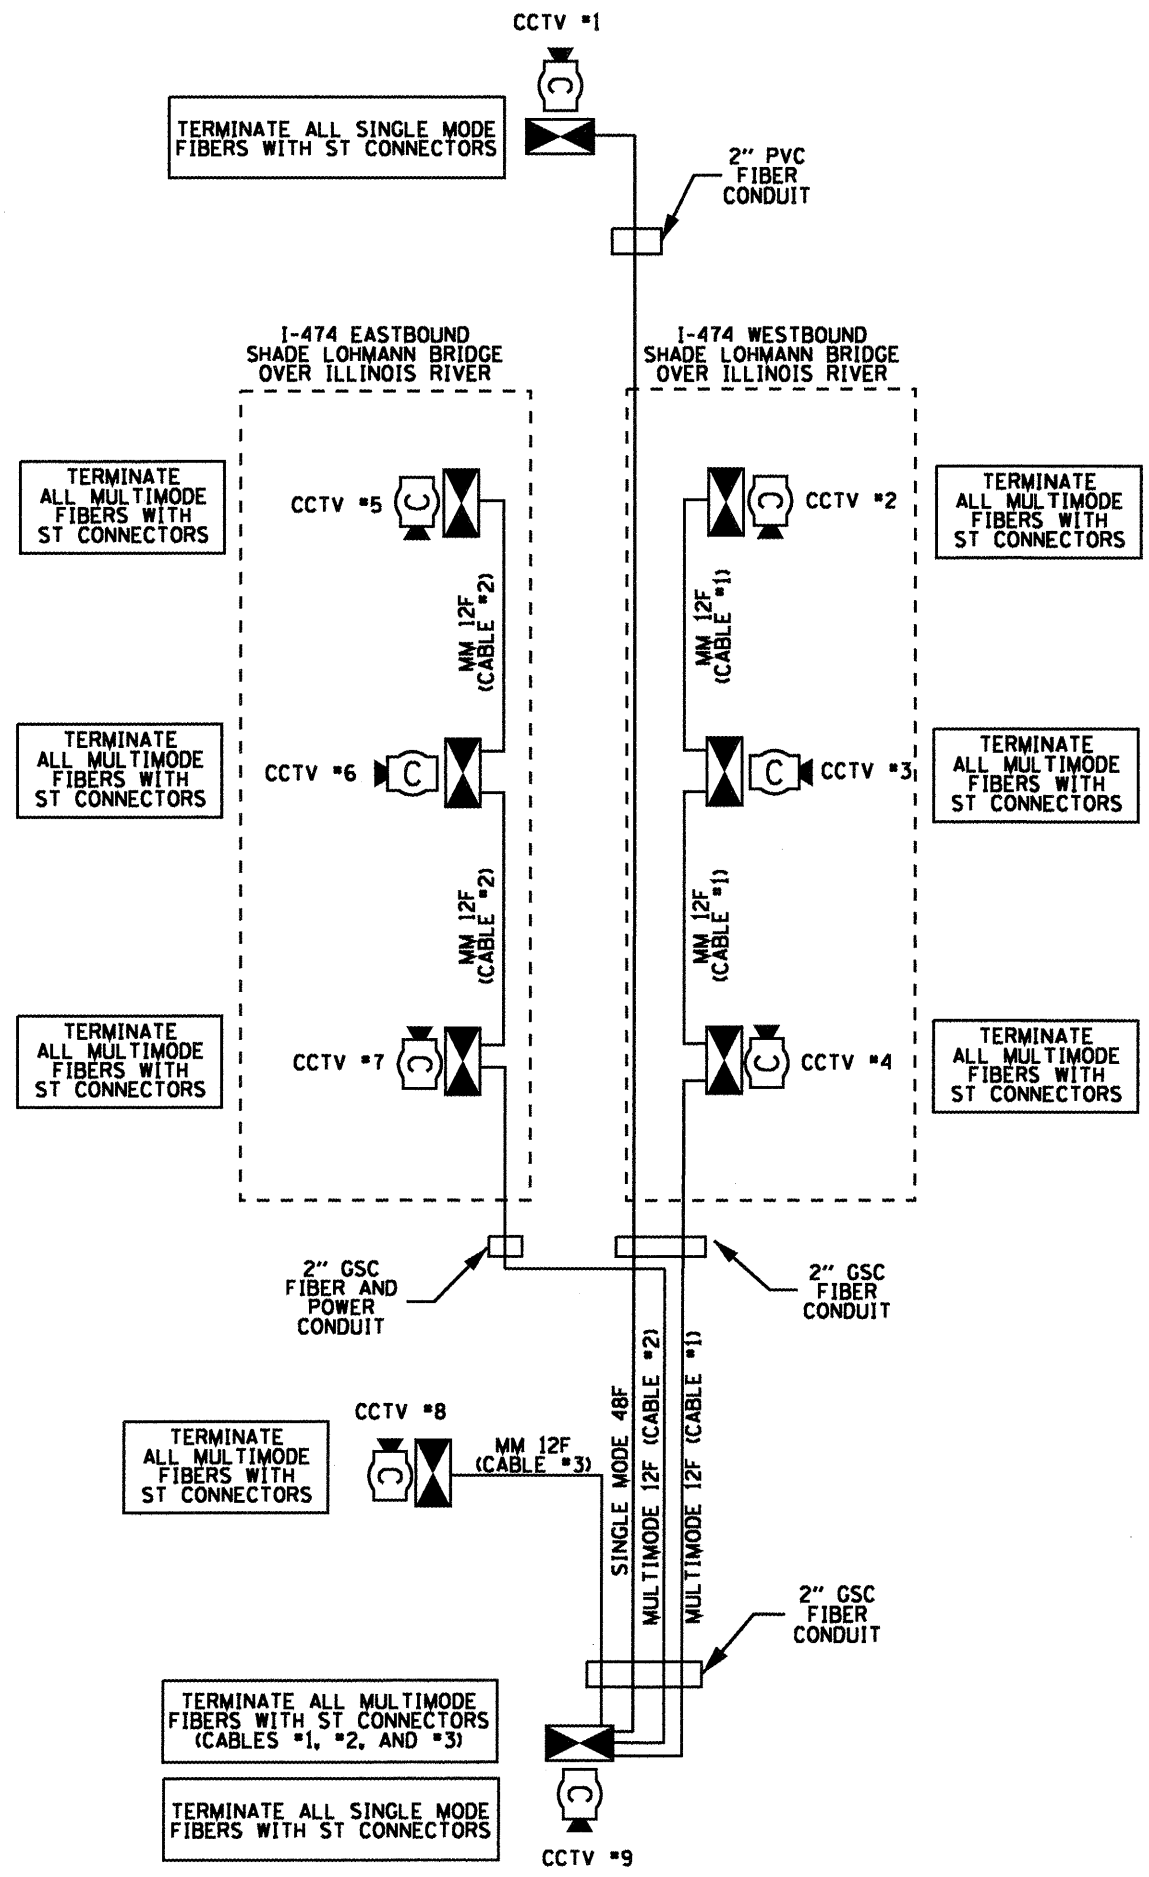 CCTV #1
TERMINATE ALL SINGLE MODE
FIBERS WITH ST CONNECTORS
2" PVC
FIBER
CONDUIT
I-474 EASTBOUND
SHADE LOHMANN BRIDGE
OVER ILLINOIS RIVER
I-474 WESTBOUND
SHADE LOHMANN BRIDGE
OVER ILLINOIS RIVER
TERMINATE
ALL MULTIMODE
FIBERS WITH
ST CONNECTORS
CCTV #5
C
C
CCTV #2
TERMINATE
ALL MULTIMODE
FIBERS WITH
ST CONNECTORS
MM 12F
(CABLE #2)
MM 12F
(CABLE #1)
TERMINATE
ALL MULTIMODE
FIBERS WITH
ST CONNECTORS
CCTV #6
C
C
CCTV #3
TERMINATE
ALL MULTIMODE
FIBERS WITH
ST CONNECTORS
MM 12F
(CABLE #2)
MM 12F
(CABLE #1)
TERMINATE
ALL MULTIMODE
FIBERS WITH
ST CONNECTORS
CCTV #7
C
C
CCTV #4
TERMINATE
ALL MULTIMODE
FIBERS WITH
ST CONNECTORS
2" GSC
FIBER AND
POWER
CONDUIT
2" GSC
FIBER
CONDUIT
CCTV #8
C
TERMINATE
ALL MULTIMODE
FIBERS WITH
ST CONNECTORS
MM 12F
(CABLE #3)
SINGLE MODE 48F
MULTIMODE 12F (CABLE #2)
MULTIMODE 12F (CABLE #1)
2" GSC
FIBER
CONDUIT
TERMINATE ALL MULTIMODE
FIBERS WITH ST CONNECTORS
(CABLES #1, #2, AND #3)
TERMINATE ALL SINGLE MODE
FIBERS WITH ST CONNECTORS
C
CCTV #9
C